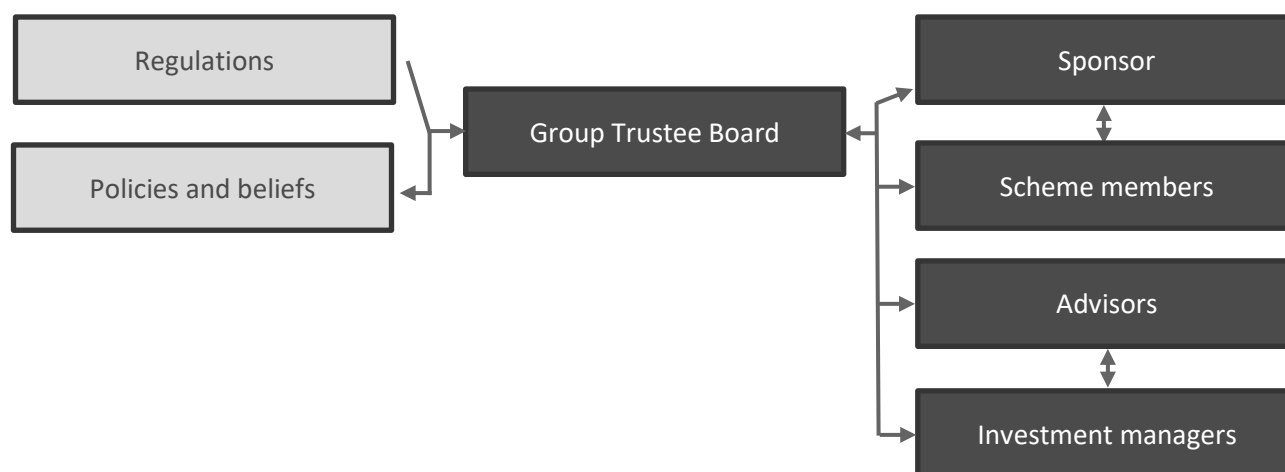 Regulations
Policies and beliefs
Group Trustee Board
Sponsor
Scheme members
Advisors
Investment managers